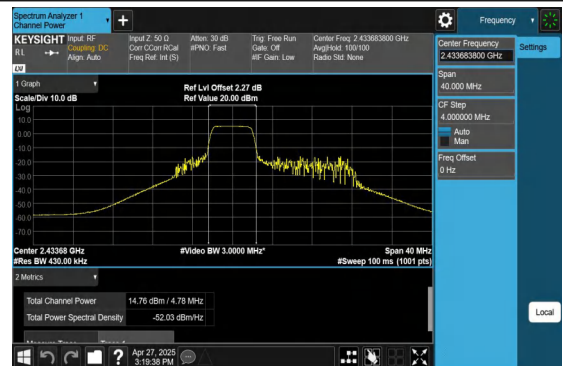 Spectrum Analyzer 1
Channel Power
Frequency
KEYSIGHT
RL
Input: RF
Coupling: DC
Align: Auto
Input Z: 50 Ω
Corr CCorr RCal
Freq Ref: Int (S)
Atten: 30 dB
#PNO: Fast
Trig: Free Run
Gate: Off
#IF Gain: Low
Center Freq: 2.433683800 GHz
Avg|Hold: 100/100
Radio Std: None
1 Graph
Scale/Div 10.0 dB
Ref Lvl Offset 2.27 dB
Ref Value 20.00 dBm
Log
10.0
0.00
-10.0
-20.0
-30.0
-40.0
-50.0
-60.0
-70.0
Center 2.43368 GHz
#Res BW 430.00 kHz
#Video BW 3.0000 MHz*
Span 40 MHz
#Sweep 100 ms (1001 pts)
2 Metrics
Total Channel Power 14.76 dBm / 4.78 MHz
Total Power Spectral Density -52.03 dBm/Hz
Apr 27, 2025
3:19:38 PM
Center Frequency
2.433683800 GHz
Span
40.000 MHz
CF Step
4.000000 MHz
Auto
Man
Freq Offset
0 Hz
Settings
Local